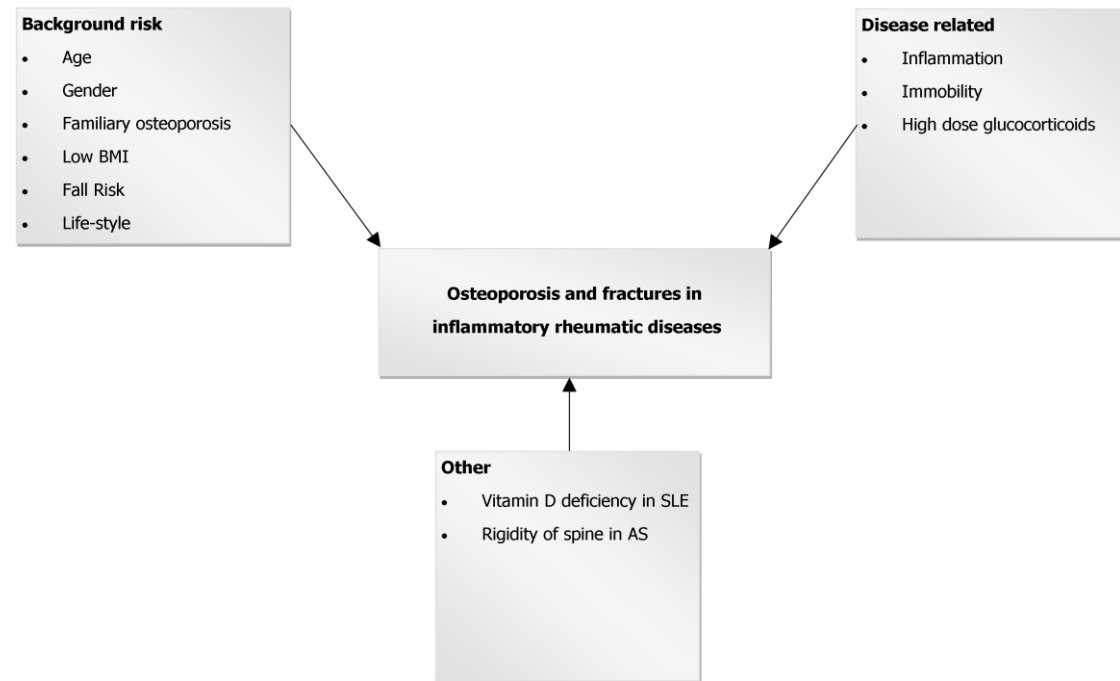 Background risk
• Age
• Gender
• Familiary osteoporosis
• Low BMI
• Fall Risk
• Life-style
Disease related
• Inflammation
• Immobility
• High dose glucocorticoids
Osteoporosis and fractures in
inflammatory rheumatic diseases
Other
• Vitamin D deficiency in SLE
• Rigidity of spine in AS